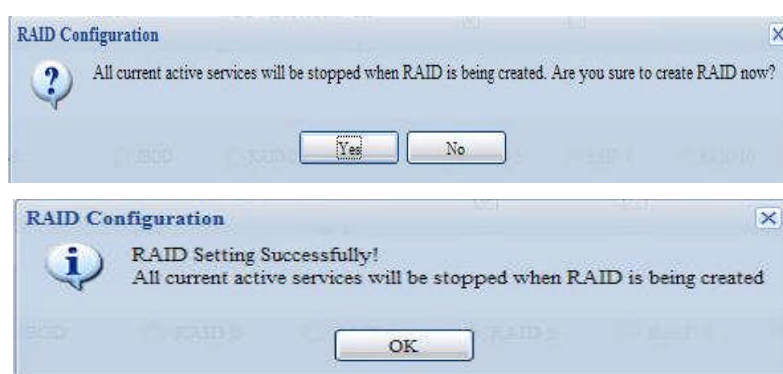 RAID Configuration
All current active services will be stopped when RAID is being created. Are you sure to create RAID now?
Yes No
RAID Configuration
RAID Setting Successfully!
All current active services will be stopped when RAID is being created
OK